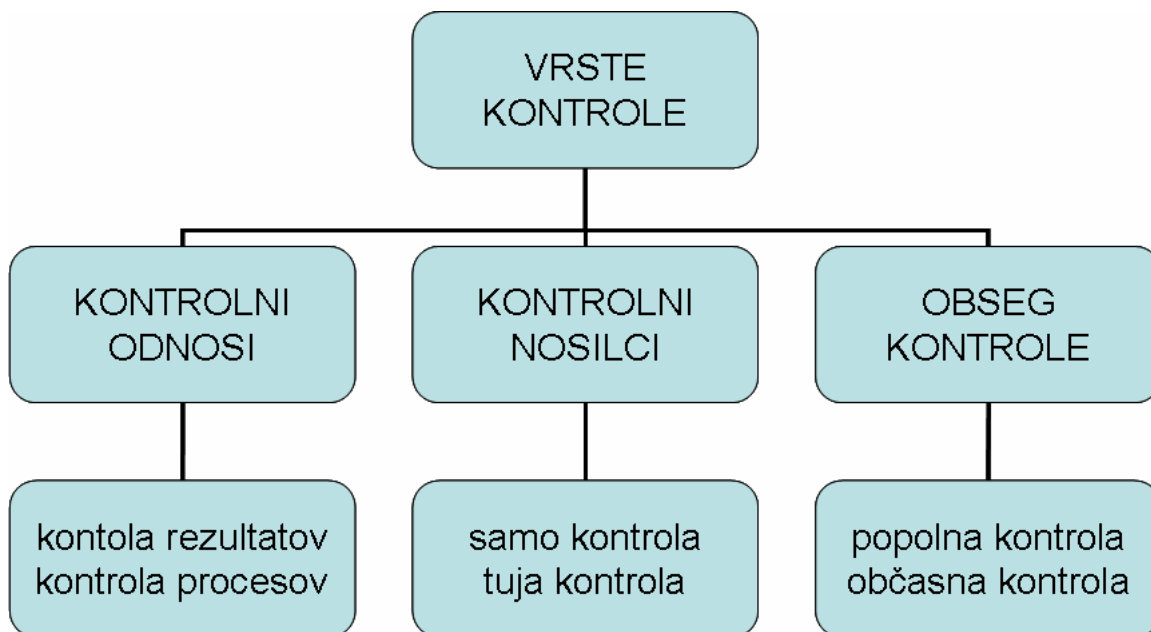 VRSTE
KONTROLE
KONTROLNI
ODNOSI
KONTROLNI
NOSILCI
OBSEG
KONTROLE
kontola rezultatov
kontrola procesov
samo kontrola
tuja kontrola
popolna kontrola
občasna kontrola